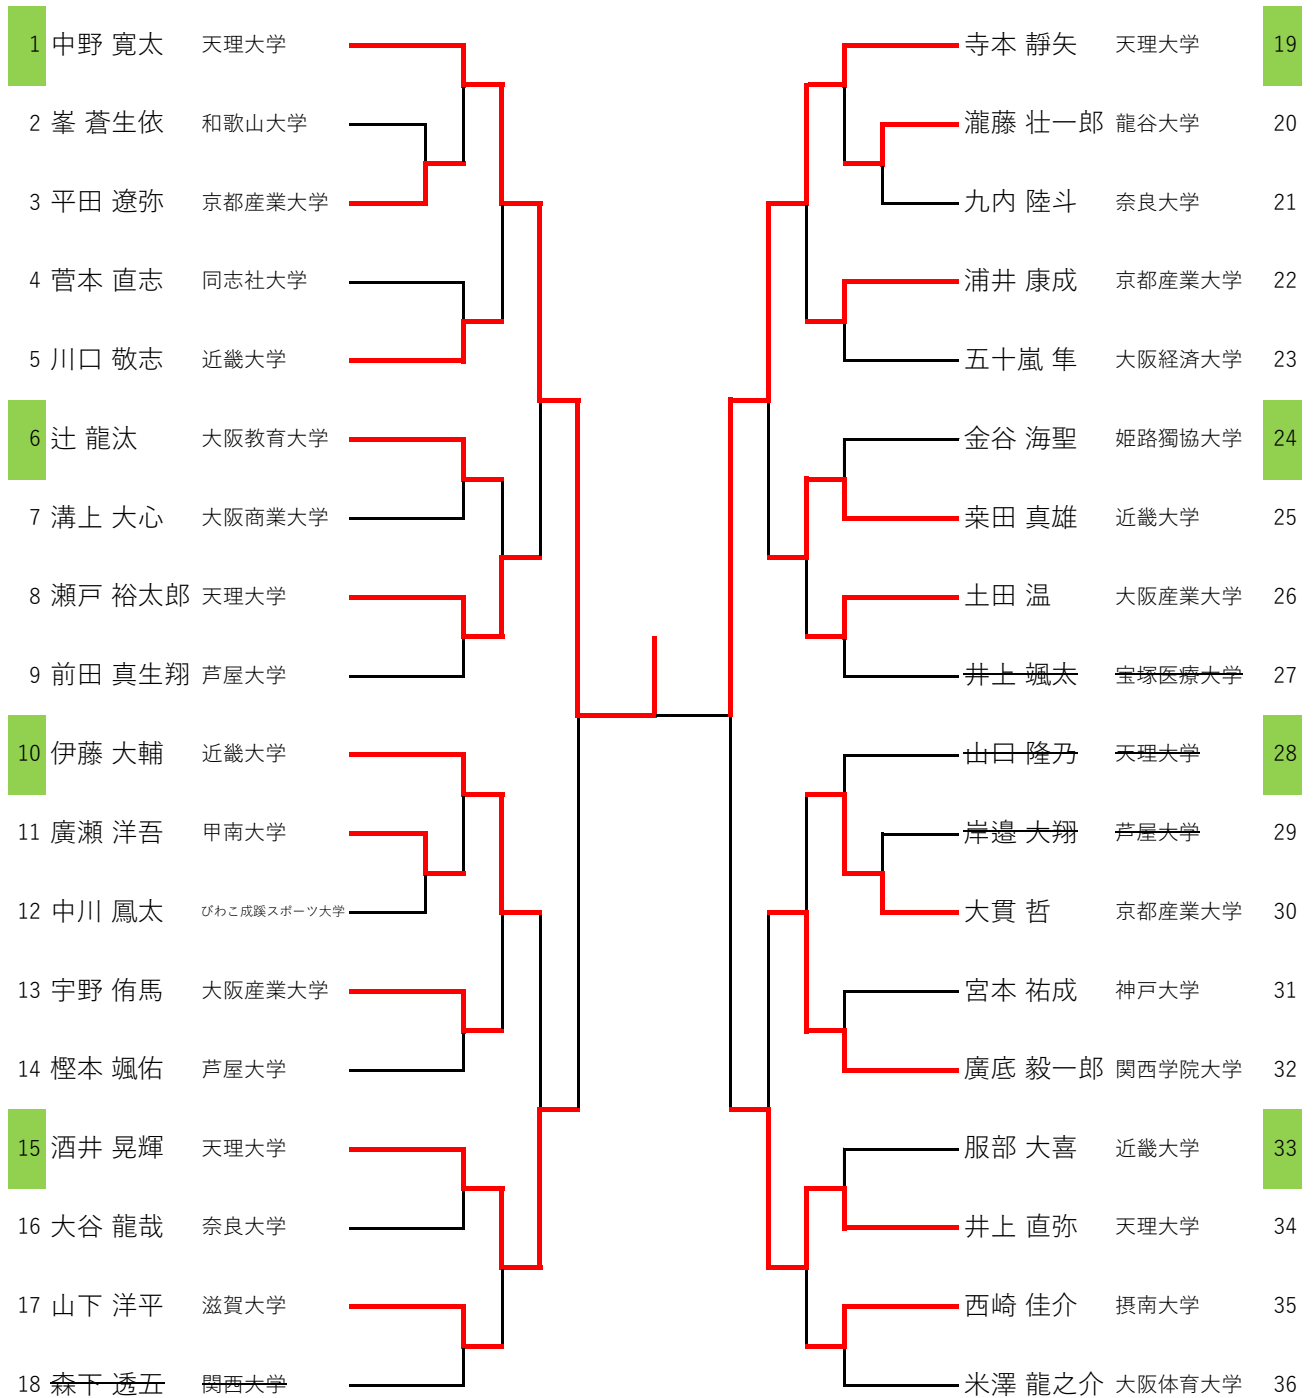 1 中野 寛太 天理大学
2 峯 蒼生依 和歌山大学
3 平田 遼弥 京都産業大学
4 菅本 直志 同志社大学
5 川口 敬志 近畿大学
6 辻 龍汰 大阪教育大学
7 溝上 大心 大阪商業大学
8 瀬戸 裕太郎 天理大学
9 前田 真生翔 芦屋大学
10 伊藤 大輔 近畿大学
11 廣瀬 洋吾 甲南大学
12 中川 鳳太 びわこ成蹊スポーツ大学
13 宇野 侑馬 大阪産業大学
14 樫本 颯佑 芦屋大学
15 酒井 晃輝 天理大学
16 大谷 龍哉 奈良大学
17 山下 洋平 滋賀大学
18 森下 透五 関西大学
寺本 靜矢 天理大学 19
瀧藤 壮一郎 龍谷大学 20
九内 陸斗 奈良大学 21
浦井 康成 京都産業大学 22
五十嵐 隼 大阪経済大学 23
金谷 海聖 姫路獨協大学 24
桒田 真雄 近畿大学 25
土田 温 大阪産業大学 26
井上 颯太 宝塚医療大学 27
山口 隆乃 天理大学 28
岸邉 大翔 芦屋大学 29
大貫 哲 京都産業大学 30
宮本 祐成 神戸大学 31
廣底 毅一郎 関西学院大学 32
服部 大喜 近畿大学 33
井上 直弥 天理大学 34
西崎 佳介 摂南大学 35
米澤 龍之介 大阪体育大学 36